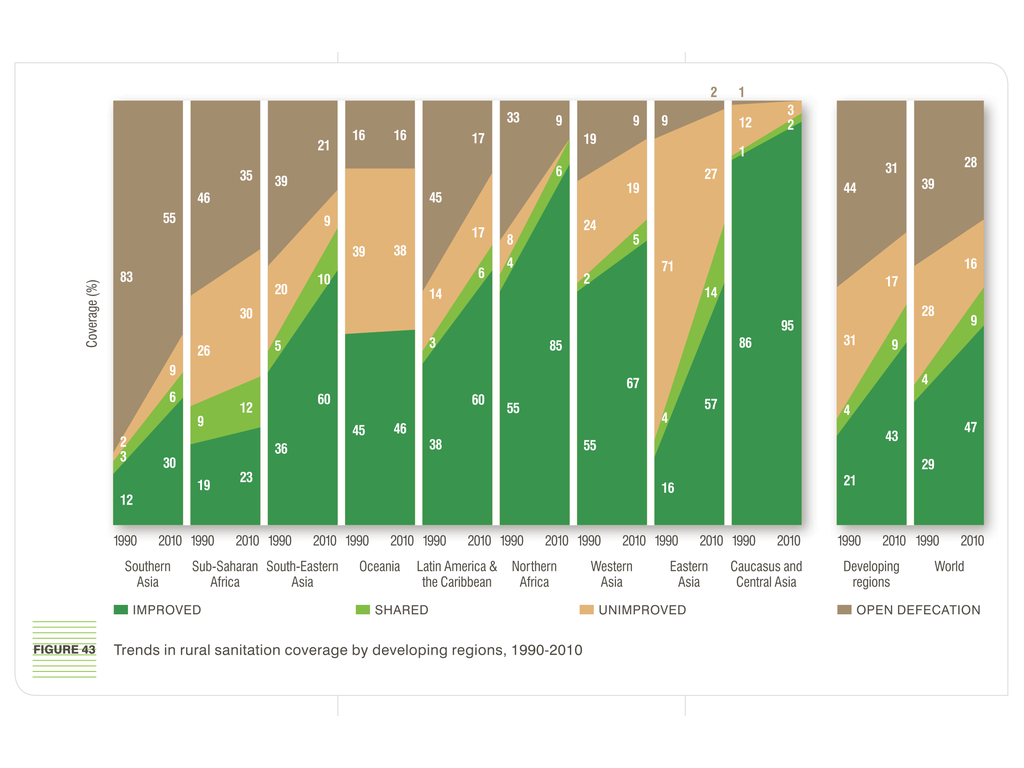 2 1
33 9 9 9 3
16 16 17 19 12 2
21 6 1 28
35 39 27 31
46 45 19 44 39
55 9 8 24 5
39 38 17 4 71 16
83 20 10 6 2 14 17
30 14 28
26 5 3 95
9 85 86 31 9
6 12 60 60 67 57 9 4
2 9 45 46 55 4 4
3 36 38 55 43 47
30 23 29
12 19 16 21
Coverage (%)
1990 2010 1990 2010 1990 2010 1990 2010 1990 2010 1990 2010 1990 2010 1990 2010 1990 2010 1990 2010 1990 2010
Southern Asia
Sub-Saharan Africa
South-Eastern Asia
Oceania
Latin America & the Caribbean
Northern Africa
Western Asia
Eastern Asia
Caucasus and Central Asia
Developing regions
World
IMPROVED SHARED UNIMPROVED OPEN DEFECATION
FIGURE 43 Trends in rural sanitation coverage by developing regions, 1990-2010